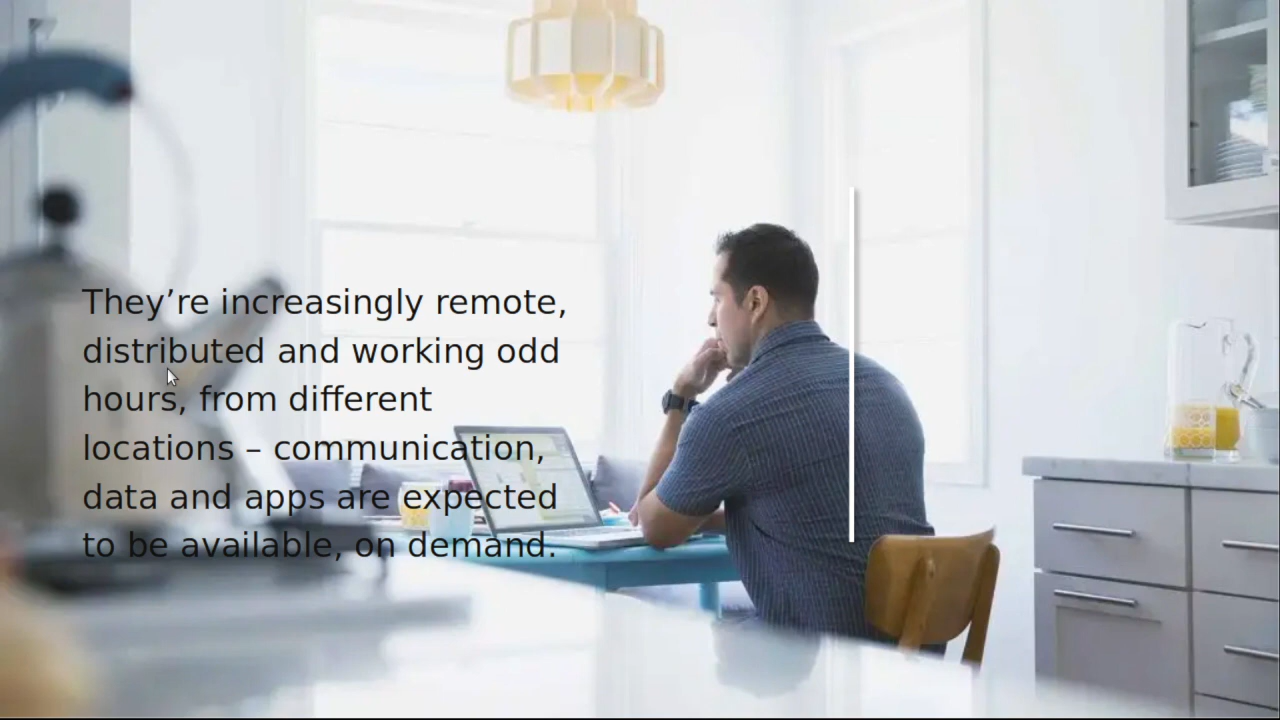 They’re increasingly remote,
distributed and working odd
hours, from different
locations – communication,
data and apps are expected
to be available, on demand.